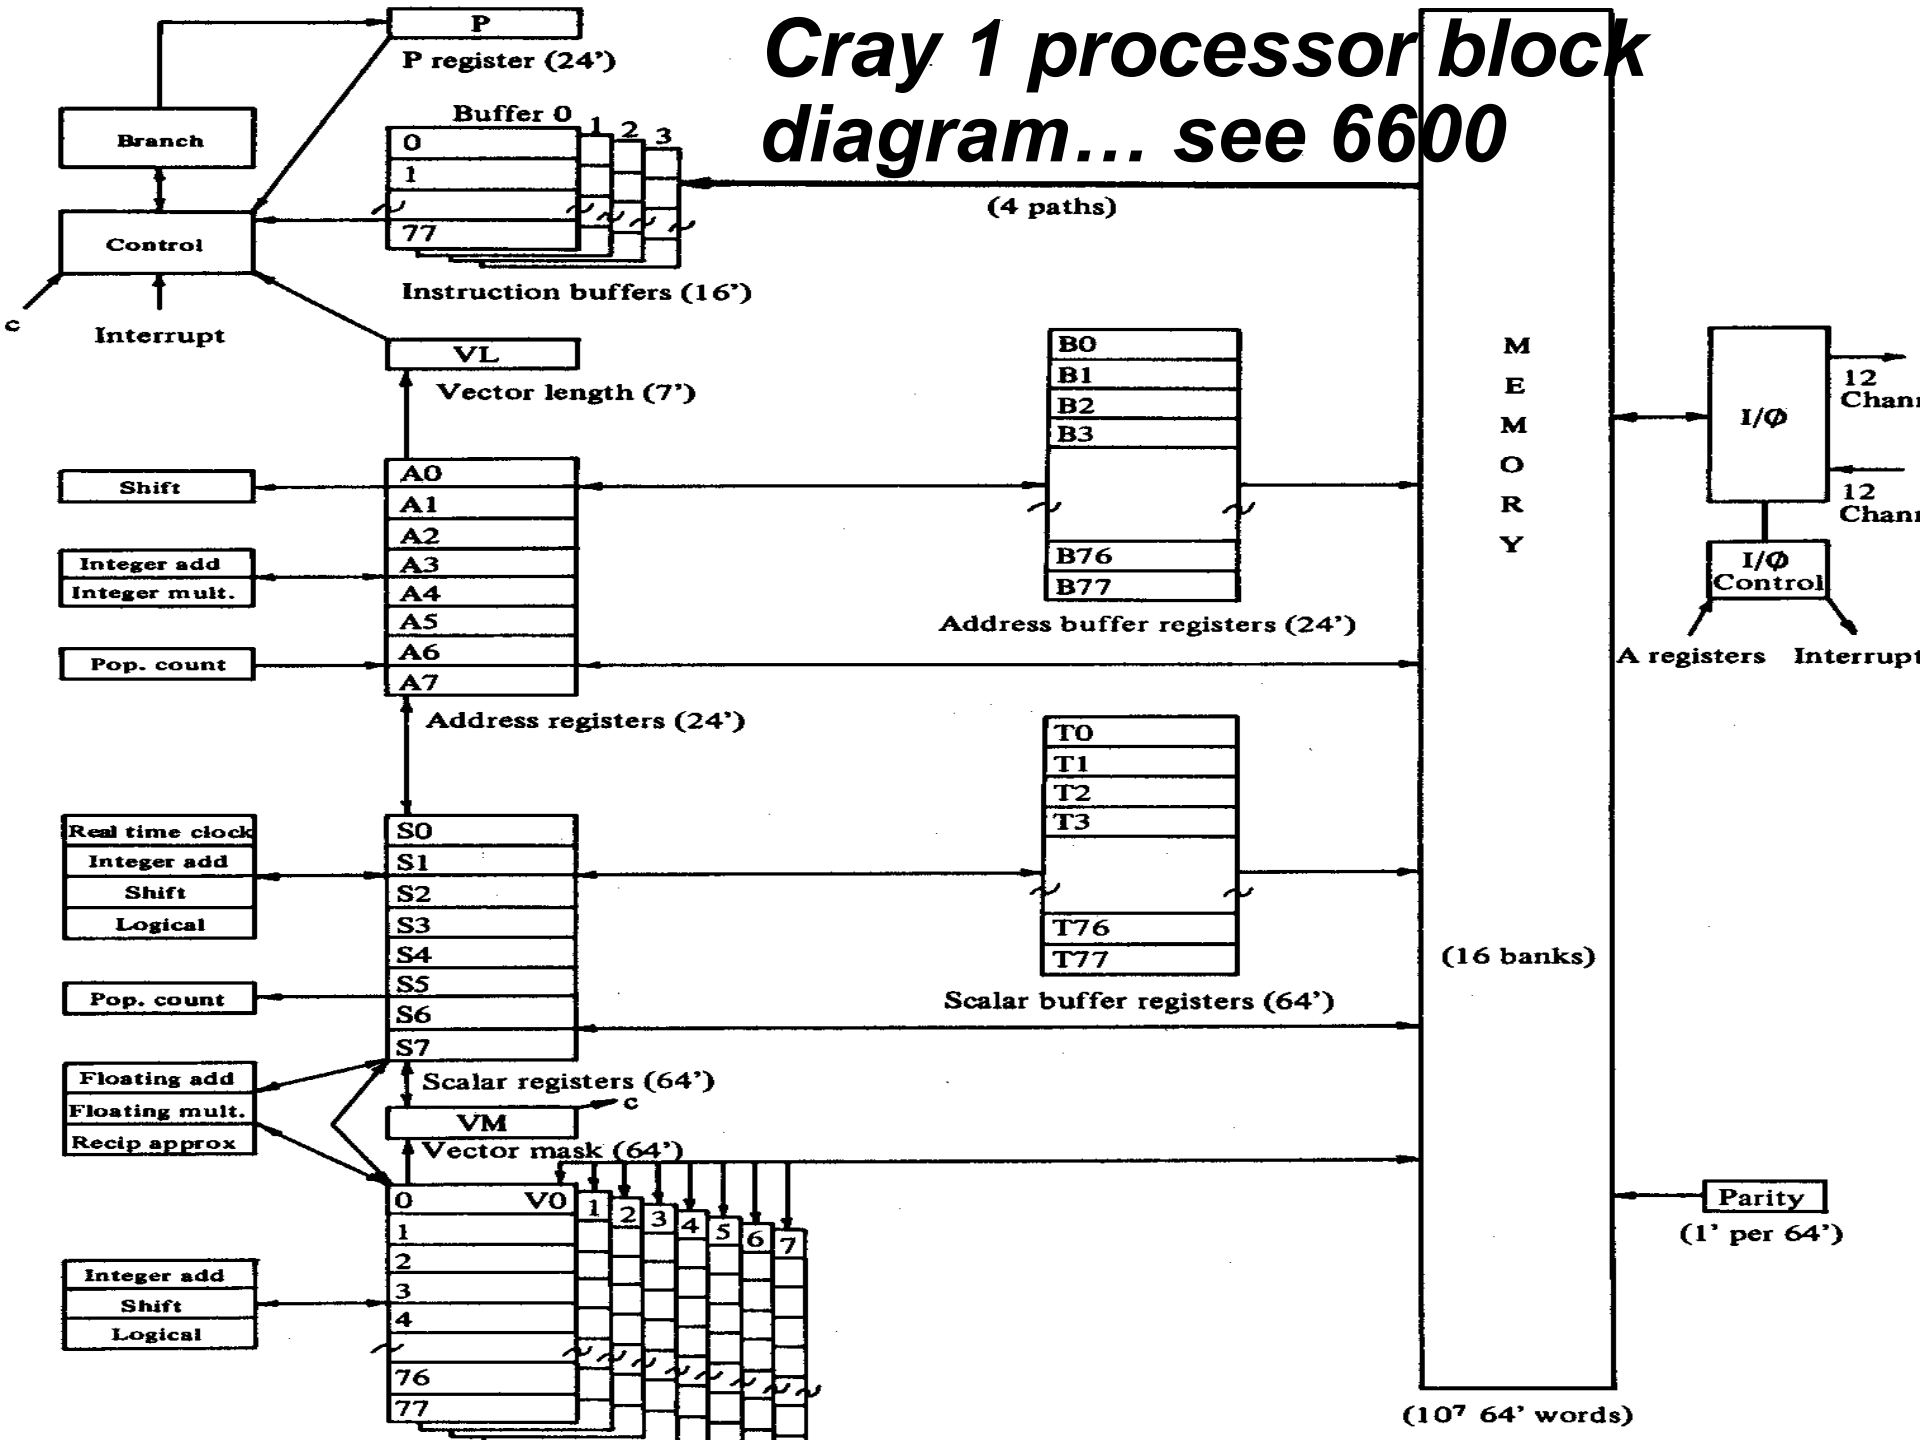 Cray 1 processor block
diagram... see 6600
P
P register (24')
Branch
Buffer 0 1 2 3
0
1
77
(4 paths)
Control
Instruction buffers (16')
c
Interrupt
VL
Vector length (7')
B0
B1
B2
B3
B76
B77
Address buffer registers (24')
M
E
M
O
R
Y
12
I/Ø
12
I/Ø
Control
A registers Interrupt
Shift
Integer add
Integer mult.
Pop. count
A0
A1
A2
A3
A4
A5
A6
A7
Address registers (24')
T0
T1
T2
T3
T76
T77
Scalar buffer registers (64')
Real time clock
Integer add
Shift
Logical
Pop. count
S0
S1
S2
S3
S4
S5
S6
S7
Scalar registers (64')
(16 banks)
Floating add
Floating mult.
Recip approx
VM
c
Vector mask (64')
0 V0 1 2 3 4 5 6 7
1
2
3
4
76
77
Integer add
Shift
Logical
Parity
(1' per 64')
(10⁷ 64' words)